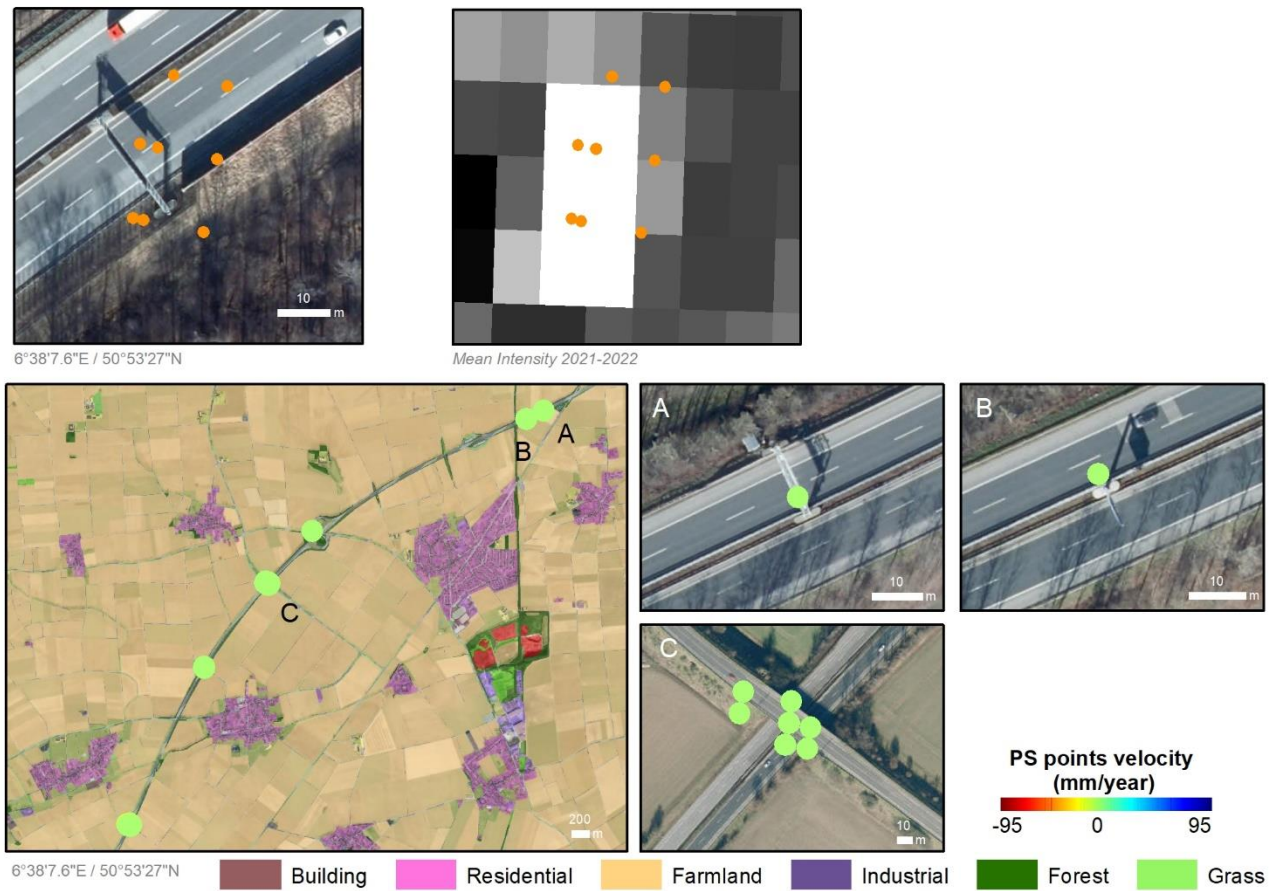 10
m
6°38'7.6"E / 50°53'27"N
Mean Intensity 2021-2022
A
B
C
200
m
A
10
m
B
10
m
C
10
m
PS points velocity
(mm/year)
-95 0 95
6°38'7.6"E / 50°53'27"N
Building Residential Farmland Industrial Forest Grass